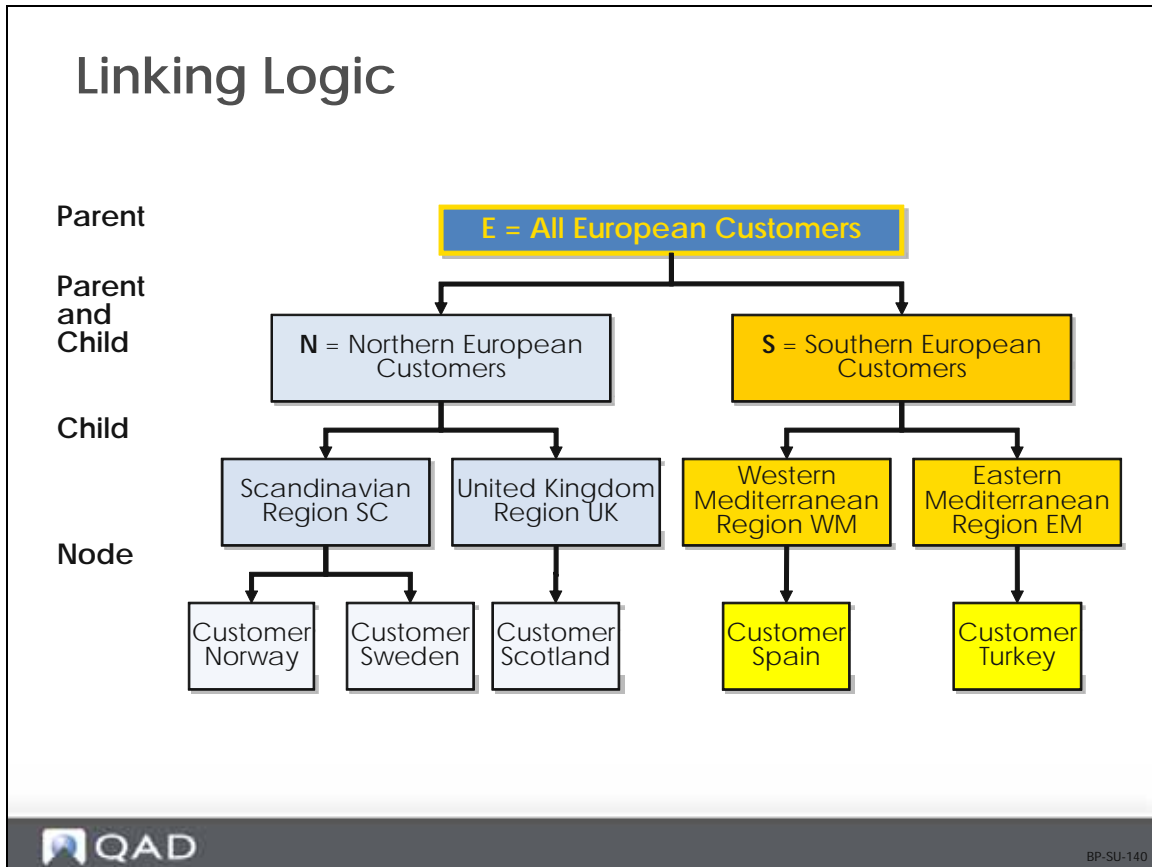 Linking Logic
Parent
E = All European Customers
Parent
and
Child
N = Northern European
Customers
S = Southern European
Customers
Child
Scandinavian
Region SC
United Kingdom
Region UK
Western
Mediterranean
Region WM
Eastern
Mediterranean
Region EM
Node
Customer
Norway
Customer
Sweden
Customer
Scotland
Customer
Spain
Customer
Turkey
QAD
BP-SU-140